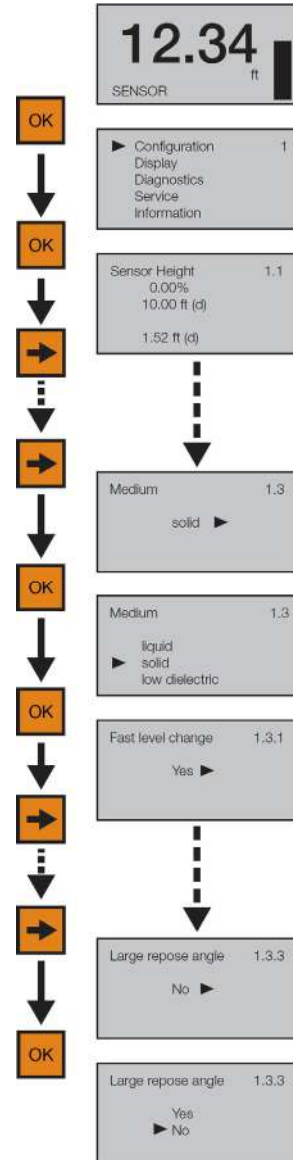 12.34
ft
SENSOR
OK
Configuration 1
Display
Diagnostics
Service
Information
OK
Sensor Height 1.1
0.00%
10.00 ft (d)
1.52 ft (d)
Medium 1.3
solid
OK
Medium 1.3
liquid
solid
low dielectric
OK
Fast level change 1.3.1
Yes
Large repose angle 1.3.3
No
OK
Large repose angle 1.3.3
Yes
No